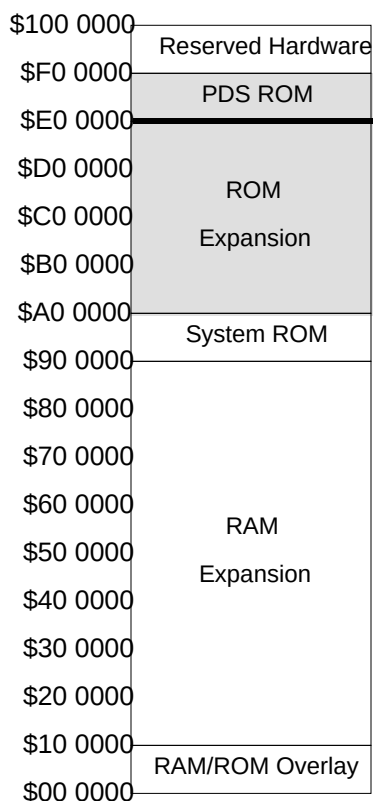 $100 0000
Reserved Hardware
$F0 0000
PDS ROM
$E0 0000
$D0 0000
ROM
$C0 0000
Expansion
$B0 0000
$A0 0000
System ROM
$90 0000
$80 0000
$70 0000
$60 0000
RAM
$50 0000
Expansion
$40 0000
$30 0000
$20 0000
$10 0000
RAM/ROM Overlay
$00 0000